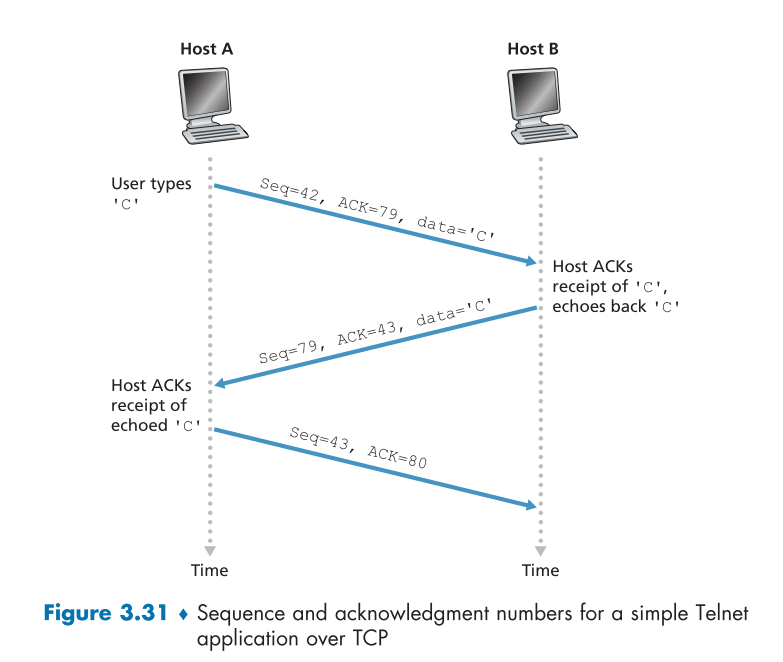 Host A
Host B
User types
'C'
Seq=42, ACK=79, data='C'
Host ACKs
receipt of 'C',
echoes back 'C'
Seq=79, ACK=43, data='C'
Host ACKs
receipt of
echoed 'C'
Seq=43, ACK=80
Time
Time
Figure 3.31 ♦ Sequence and acknowledgment numbers for a simple Telnet
application over TCP